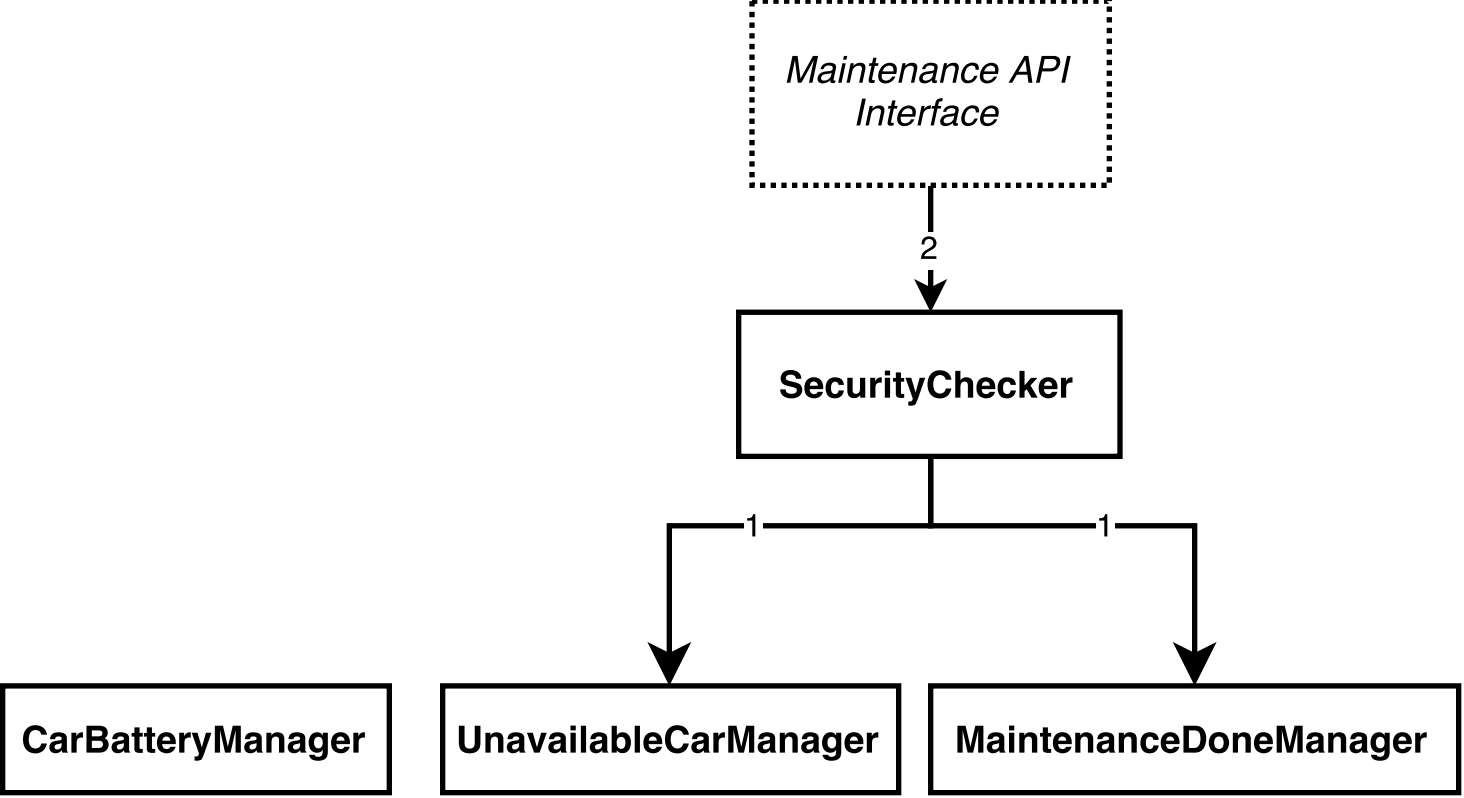 Maintenance API
Interface
2
SecurityChecker
1
1
CarBatteryManager
UnavailableCarManager
MaintenanceDoneManager